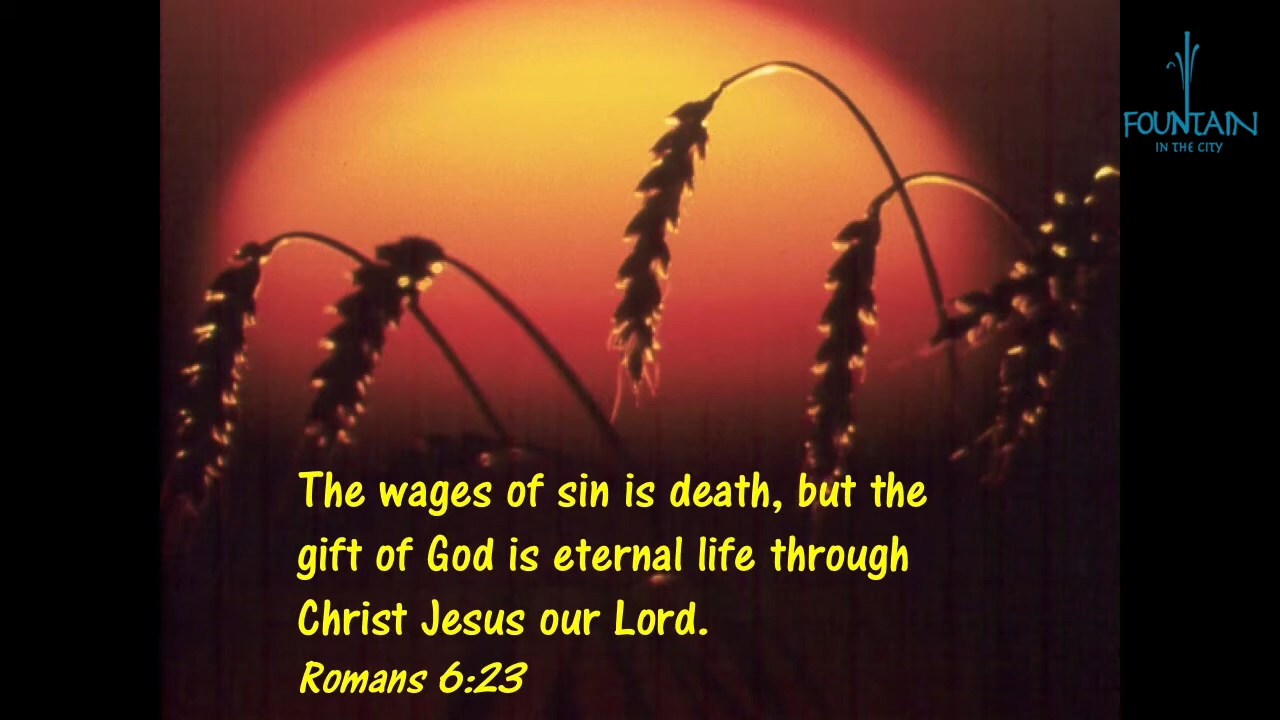 FOUNTAIN
IN THE CITY
The wages of sin is death, but the
gift of God is eternal life through
Christ Jesus our Lord.
Romans 6:23